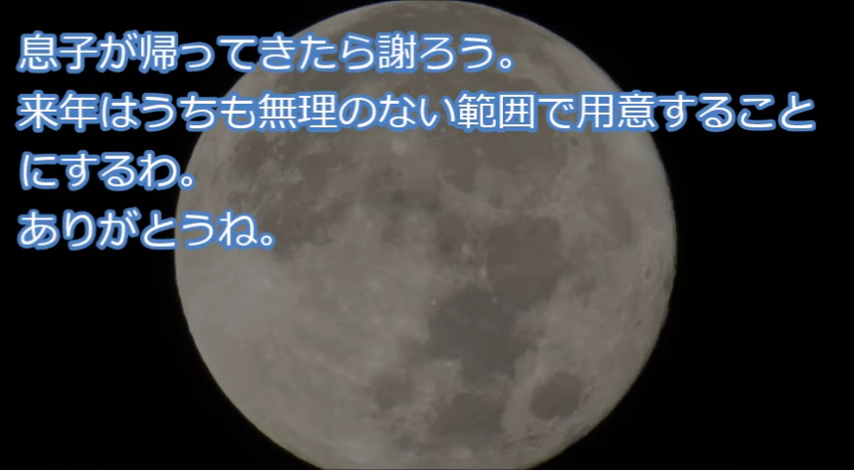 息子が帰ってきたら謝ろう。
来年はうちも無理のない範囲で用意すること
にするわ。
ありがとうね。